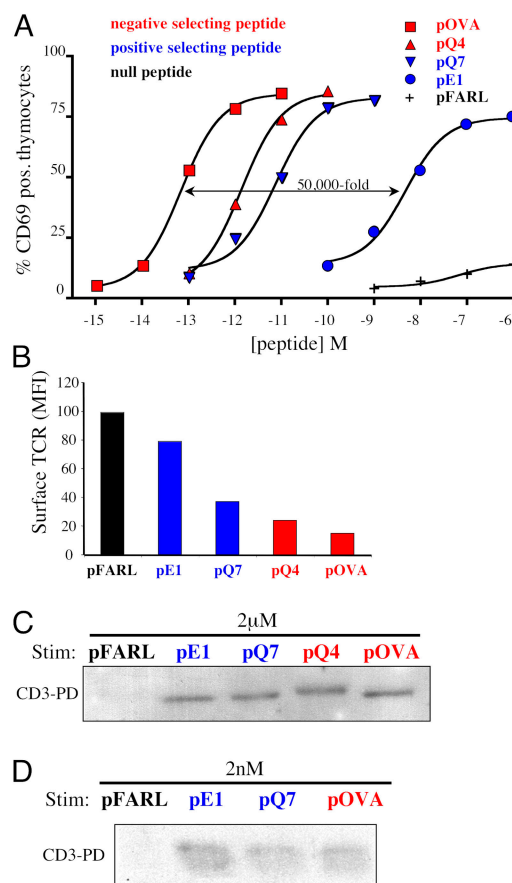 A
negative selecting peptide
positive selecting peptide
null peptide
pOVA
pQ4
pQ7
pE1
pFARL
% CD69 pos. thymocytes
100
75
50
25
0
50,000-fold
-15 -14 -13 -12 -11 -10 -9 -8 -7 -6
[peptide] M
B
Surface TCR (MFI)
120
100
80
60
40
20
0
pFARL pE1 pQ7 pQ4 pOVA
C
2µM
Stim: pFARL pE1 pQ7 pQ4 pOVA
CD3-PD
D
2nM
Stim: pFARL pE1 pQ7 pOVA
CD3-PD